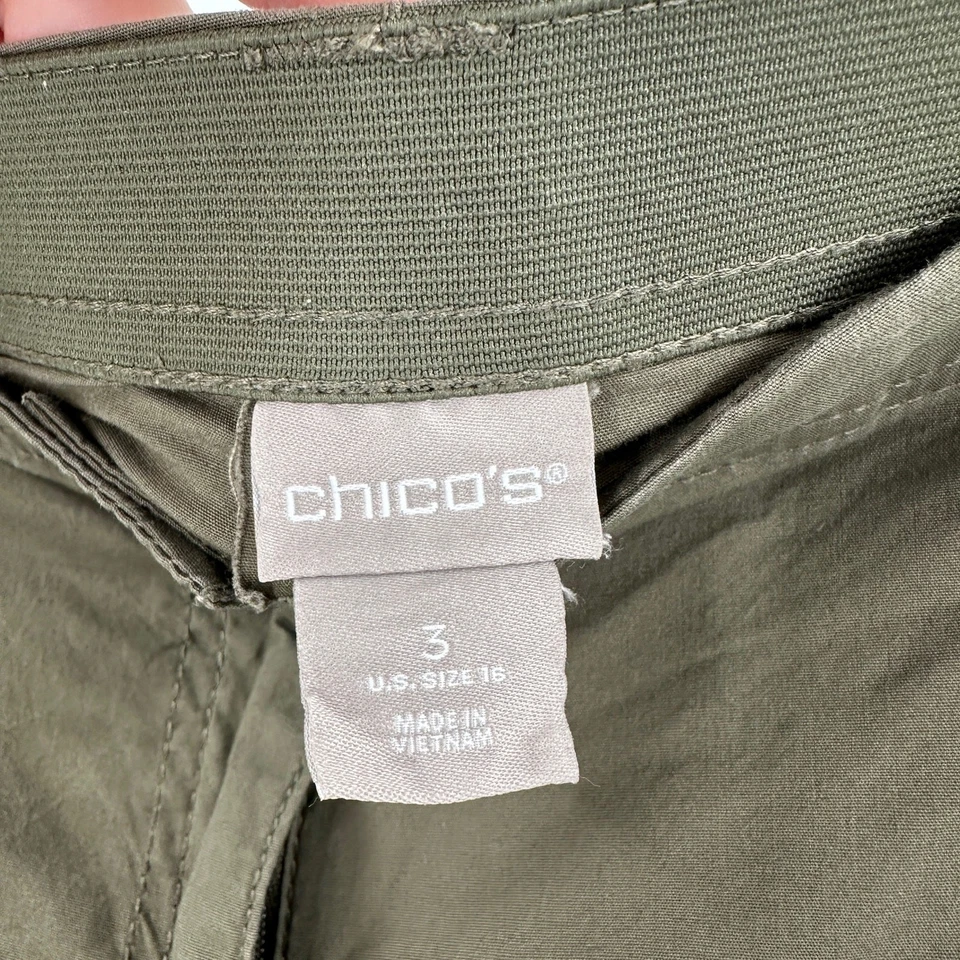 chico's®
3
U.S. SIZE 16
MADE IN
VIETNAM